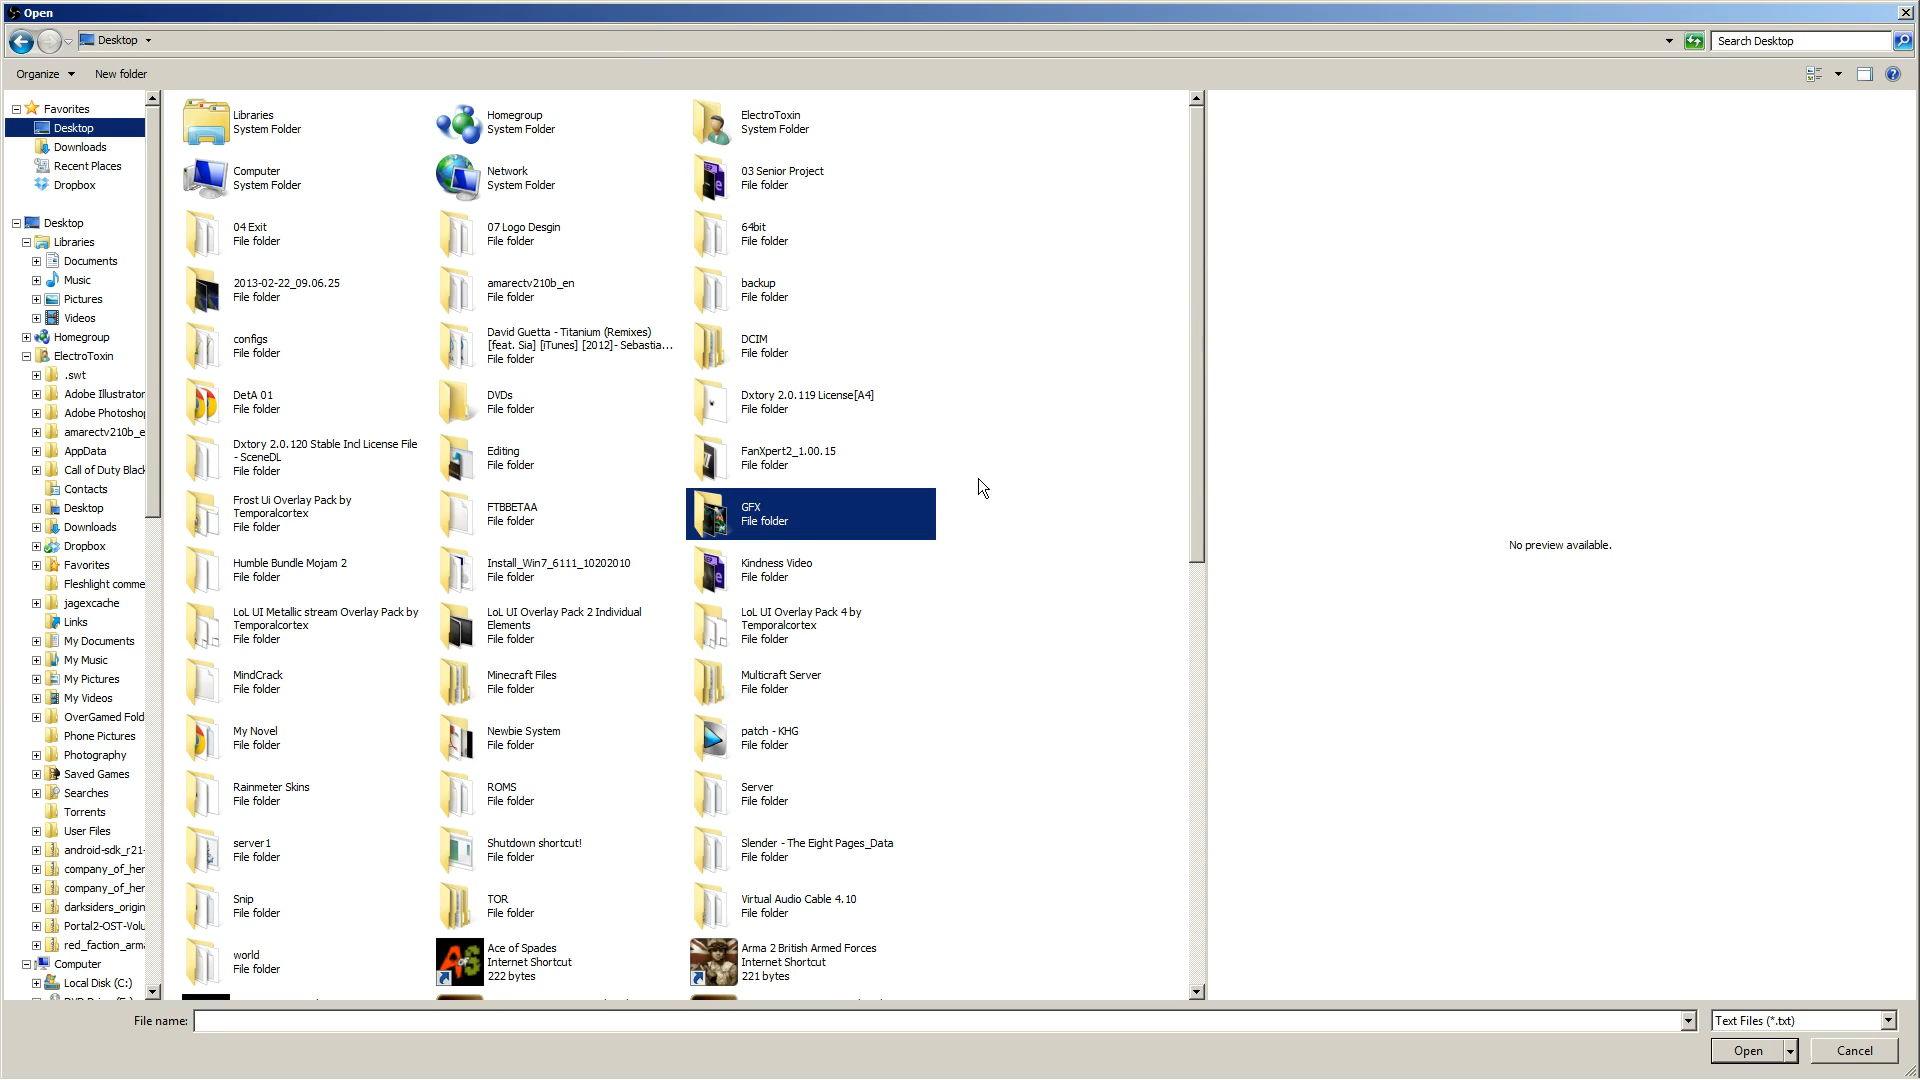 Open
Desktop
Search Desktop
Organize
New folder
Favorites
Desktop
Downloads
Recent Places
Dropbox
Desktop
Libraries
Documents
Music
Pictures
Videos
Homegroup
ElectroToxin
.swt
Adobe Illustrator
Adobe Photoshop
amarectv210b_e
AppData
Call of Duty Black
Contacts
Desktop
Downloads
Dropbox
Favorites
Fleshlight comme
jagexcache
Links
My Documents
My Music
My Pictures
My Videos
OverGamed Fold
Phone Pictures
Photography
Saved Games
Searches
Torrents
User Files
android-sdk_r21-
company_of_her
company_of_her
darksiders_origin
Portal2-OST-Volu
red_faction_arma
Computer
Local Disk (C:)
Libraries
System Folder
Homegroup
System Folder
ElectroToxin
System Folder
Computer
System Folder
Network
System Folder
03 Senior Project
File folder
04 Exit
File folder
07 Logo Desgin
File folder
64bit
File folder
2013-02-22_09.06.25
File folder
amarectv210b_en
File folder
backup
File folder
configs
File folder
David Guetta - Titanium (Remixes)
[feat. Sia] [iTunes] [2012]- Sebastia...
File folder
DCIM
File folder
DetA 01
File folder
DVDs
File folder
Dxtory 2.0.119 License[A4]
File folder
Dxtory 2.0.120 Stable Incl License File
- SceneDL
File folder
Editing
File folder
FanXpert2_1.00.15
File folder
Frost Ui Overlay Pack by
Temporalcortex
File folder
FTBBETAA
File folder
GFX
File folder
Humble Bundle Mojam 2
File folder
Install_Win7_6111_10202010
File folder
Kindness Video
File folder
LoL UI Metallic stream Overlay Pack by
Temporalcortex
File folder
LoL UI Overlay Pack 2 Individual
Elements
File folder
LoL UI Overlay Pack 4 by
Temporalcortex
File folder
MindCrack
File folder
Minecraft Files
File folder
Multicraft Server
File folder
My Novel
File folder
Newbie System
File folder
patch - KHG
File folder
Rainmeter Skins
File folder
ROMS
File folder
Server
File folder
server1
File folder
Shutdown shortcut!
File folder
Slender - The Eight Pages_Data
File folder
Snip
File folder
TOR
File folder
Virtual Audio Cable 4.10
File folder
world
File folder
Ace of Spades
Internet Shortcut
222 bytes
Arma 2 British Armed Forces
Internet Shortcut
221 bytes
No preview available.
File name:
Text Files (*.txt)
Open
Cancel